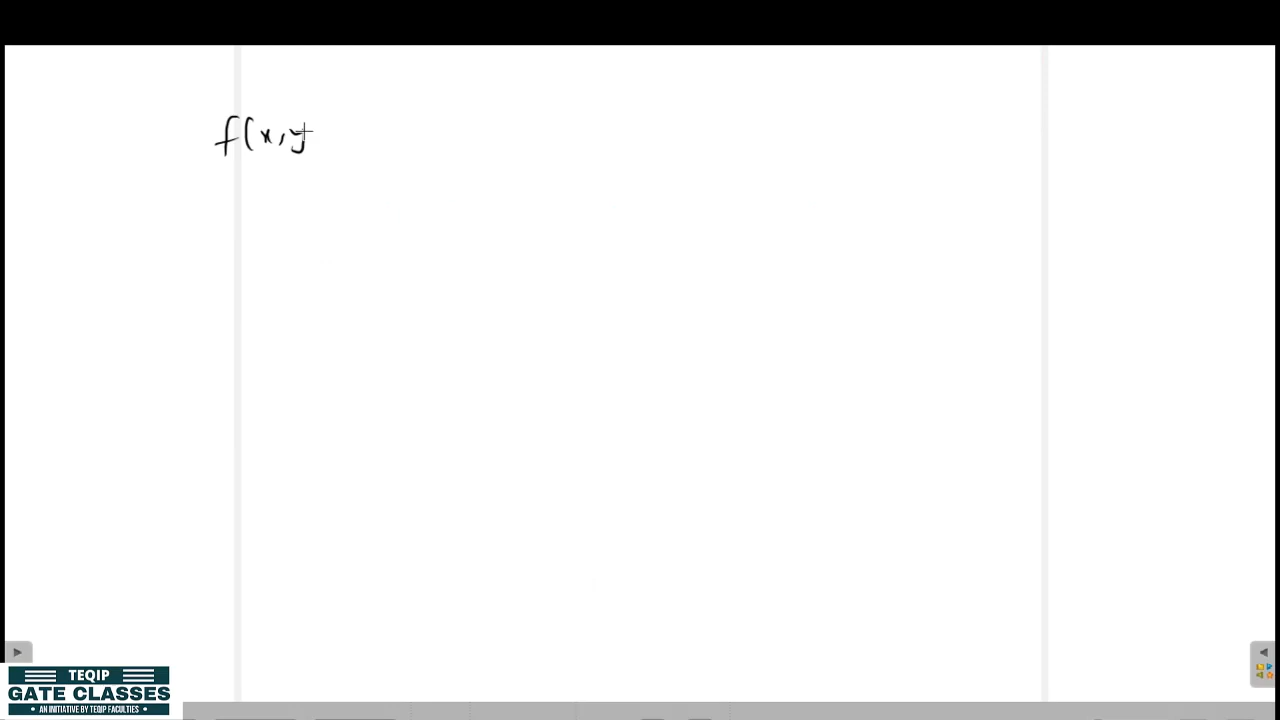 f(x,y
TEQIP
GATE CLASSES
• AN INITIATIVE BY TEQIP FACULTIES •